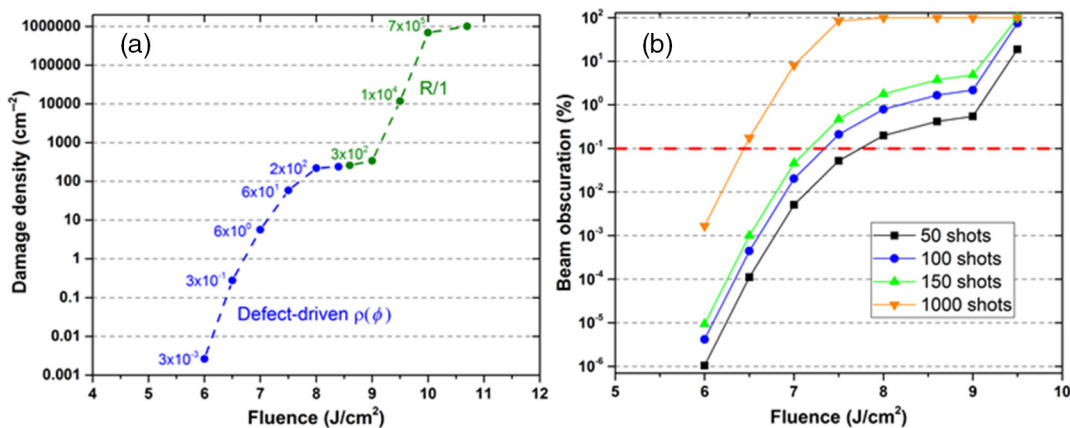 (a)
Damage density (cm⁻²)
1000000
100000
10000
1000
100
10
1
0.1
0.01
0.001
7x10⁵
R/1
1x10⁴
3x10²
2x10²
6x10¹
6x10⁰
3x10⁻¹
3x10⁻³
Defect-driven ρ(ϕ)
4 5 6 7 8 9 10 11 12
Fluence (J/cm²)
(b)
Beam obscuration (%)
10²
10¹
10⁰
10⁻¹
10⁻²
10⁻³
10⁻⁴
10⁻⁵
10⁻⁶
50 shots
100 shots
150 shots
1000 shots
5 6 7 8 9 10
Fluence (J/cm²)